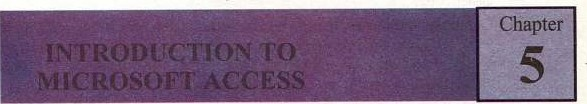 INTRODUCTION TO
MICROSOFT ACCESS
Chapter
5